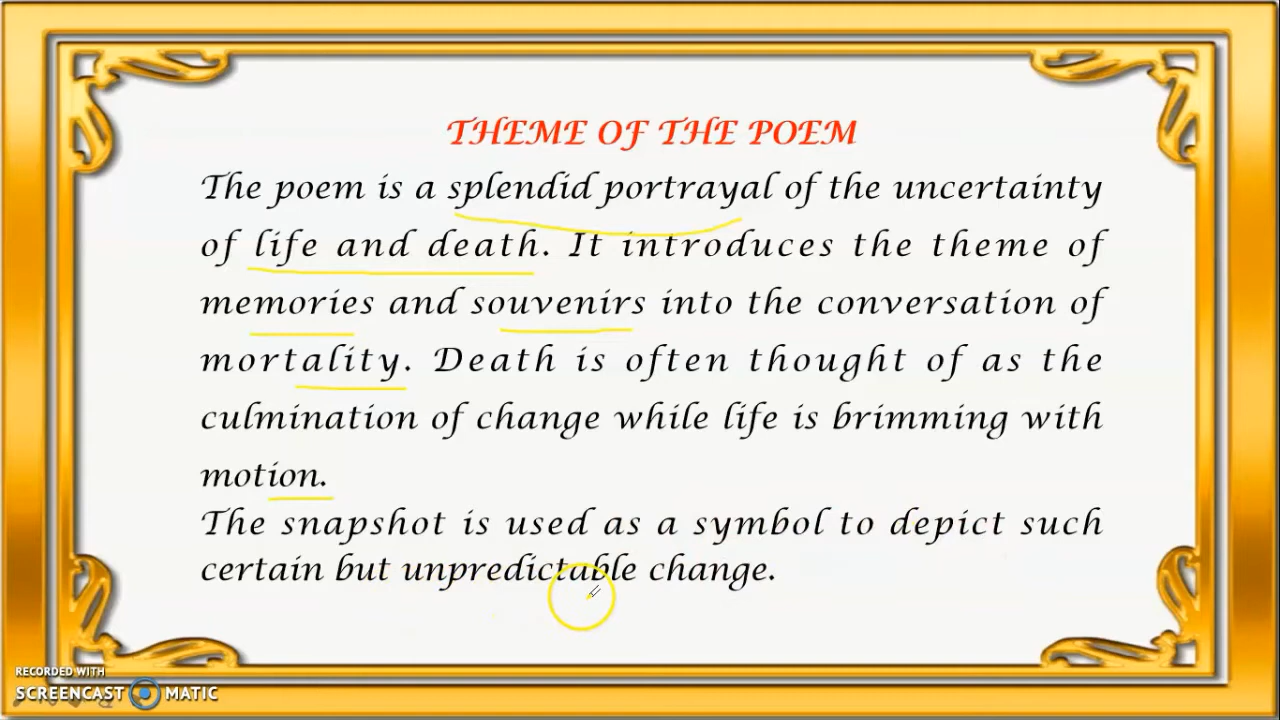 THEME OF THE POEM
The poem is a splendid portrayal of the uncertainty
of life and death. It introduces the theme of
memories and souvenirs into the conversation of
mortality. Death is often thought of as the
culmination of change while life is brimming with
motion.
The snapshot is used as a symbol to depict such
certain but unpredictable change.
RECORDED WITH
SCREENCAST MATIC